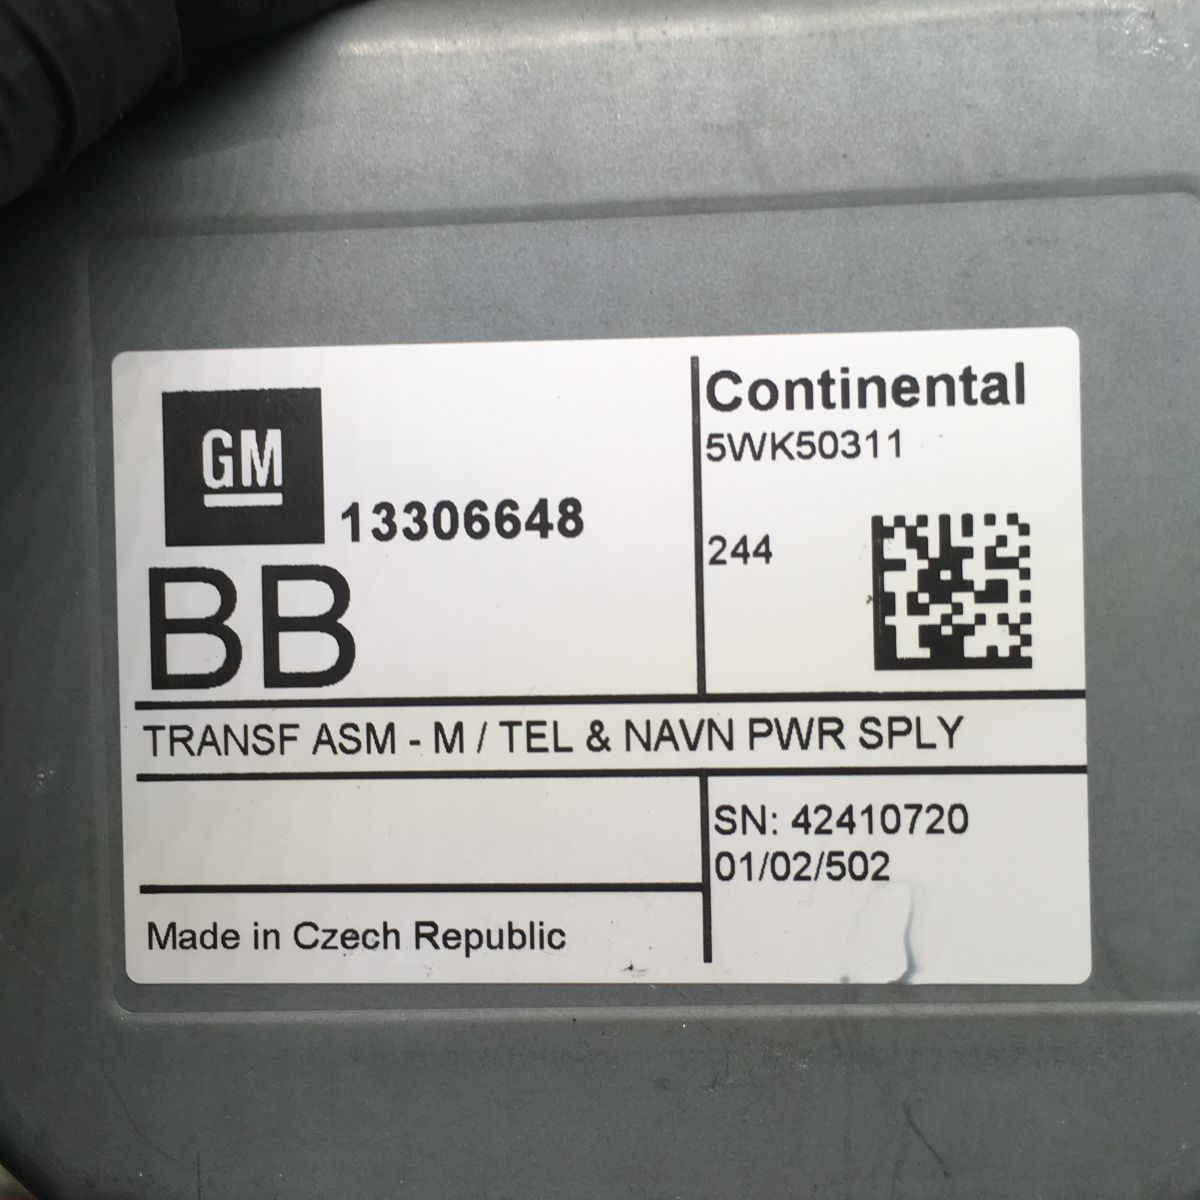 GM
13306648
BB
Continental
5WK50311
244
TRANSF ASM - M / TEL & NAVN PWR SPLY
SN: 42410720
01/02/502
Made in Czech Republic